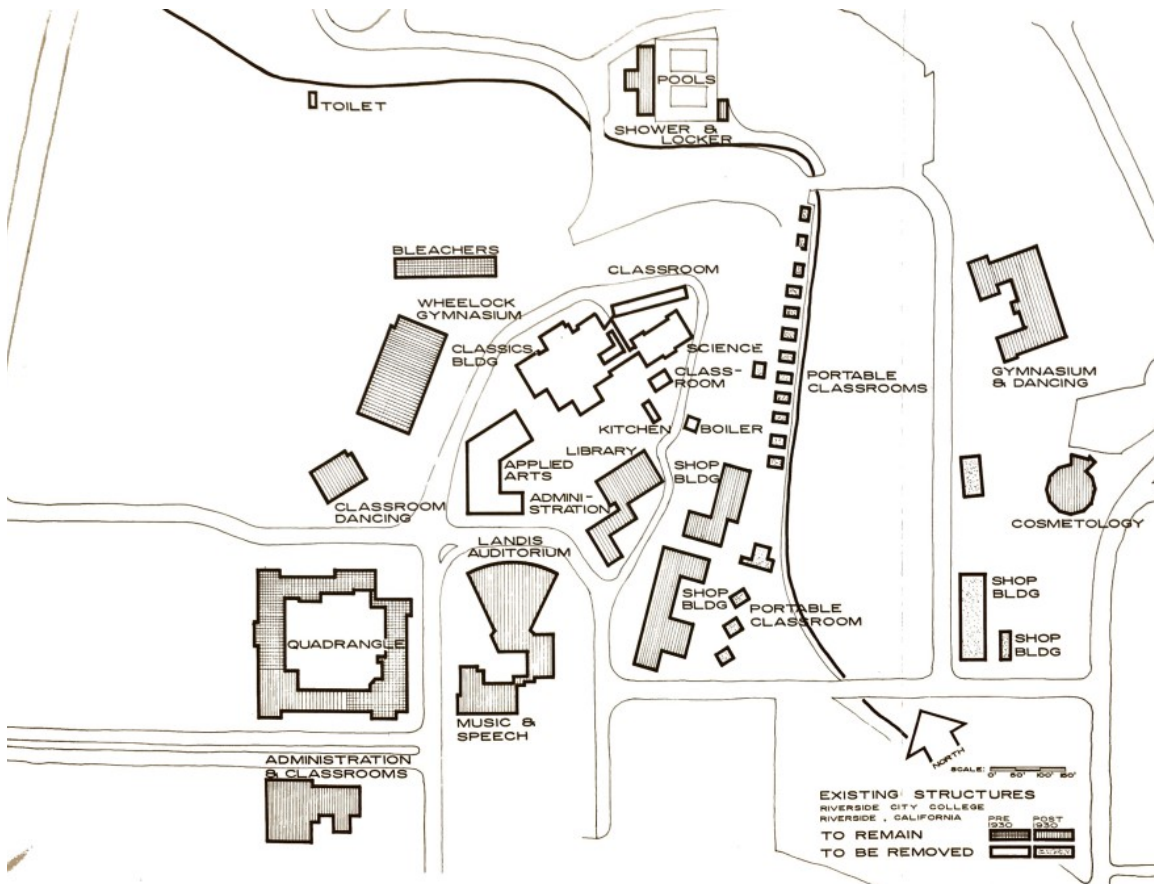 TOILET
POOLS
SHOWER &
LOCKER
BLEACHERS
CLASSROOM
WHEELOCK
GYMNASIUM
CLASSICS
BLDG
SCIENCE
CLASS-
ROOM
PORTABLE
CLASSROOMS
GYMNASIUM
& DANCING
KITCHEN
BOILER
LIBRARY
APPLIED
ARTS
SHOP
BLDG
ADMINI-
STRATION
CLASSROOM
DANCING
COSMETOLOGY
LANDIS
AUDITORIUM
SHOP
BLDG
PORTABLE
CLASSROOM
SHOP
BLDG
QUADRANGLE
SHOP
BLDG
MUSIC &
SPEECH
ADMINISTRATION
& CLASSROOMS
NORTH
SCALE: 0' 50' 100' 150'
EXISTING STRUCTURES
RIVERSIDE CITY COLLEGE
RIVERSIDE, CALIFORNIA
PRE 1930
POST 1930
TO REMAIN
TO BE REMOVED